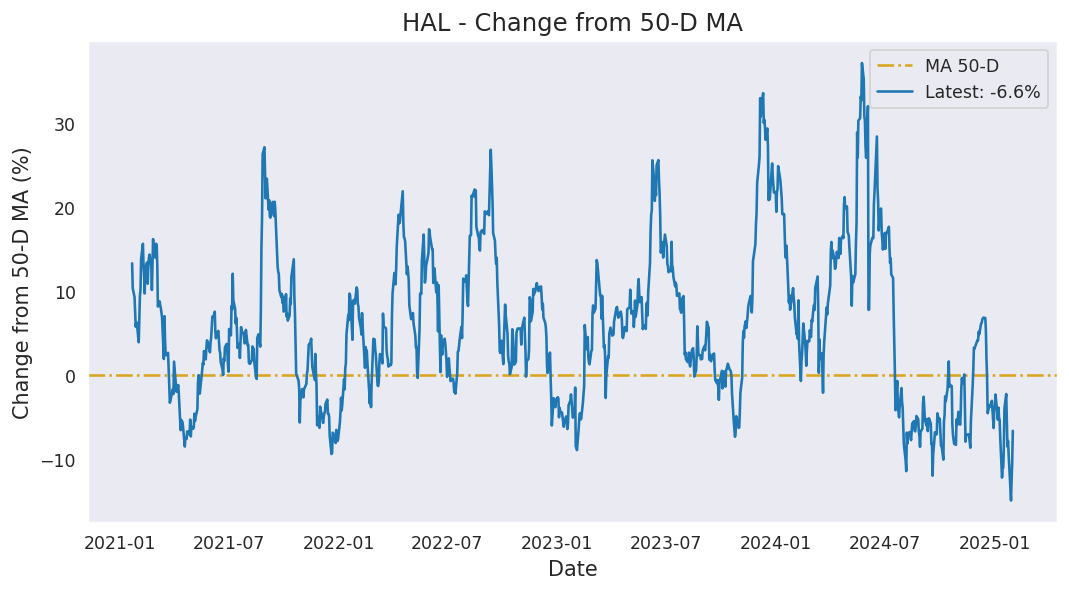 HAL - Change from 50-D MA
MA 50-D
Latest: -6.6%
Change from 50-D MA (%)
30
20
10
0
−10
2021-01 2021-07 2022-01 2022-07 2023-01 2023-07 2024-01 2024-07 2025-01
Date